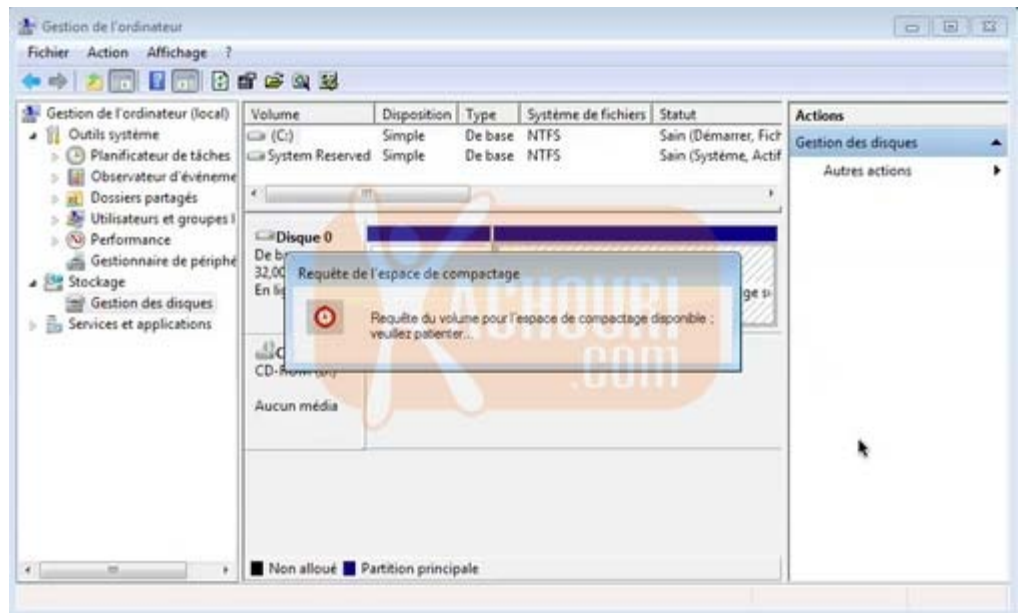 Gestion de l'ordinateur
Fichier Action Affichage ?
Gestion de l'ordinateur (local)
Outils système
Planificateur de tâches
Observateur d'événeme
Dossiers partagés
Utilisateurs et groupes l
Performance
Gestionnaire de périphé
Stockage
Gestion des disques
Services et applications
Volume Disposition Type Système de fichiers Statut
(C:) Simple De base NTFS Sain (Démarrer, Fich
System Reserved Simple De base NTFS Sain (Système, Actif
Disque 0
De b
32,00
En lig
ge si
Requête de l'espace de compactage
Requête du volume pour l'espace de compactage disponible ;
veuillez patienter...
CD-ROM (D:)
Aucun média
Non alloué Partition principale
Actions
Gestion des disques
Autres actions
ACHOURI
.com